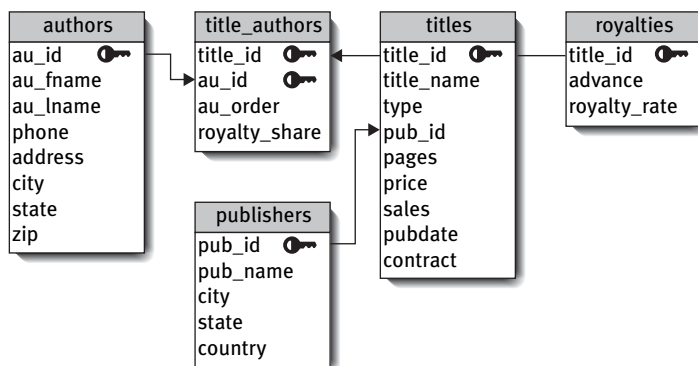 authors
au_id
au_fname
au_lname
phone
address
city
state
zip
title_authors
title_id
au_id
au_order
royalty_share
publishers
pub_id
pub_name
city
state
country
titles
title_id
title_name
type
pub_id
pages
price
sales
pubdate
contract
royalties
title_id
advance
royalty_rate